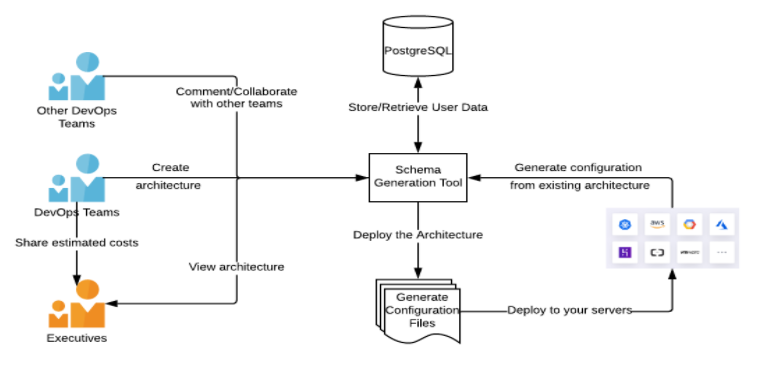 PostgreSQL
Other DevOps
Teams
Comment/Collaborate
with other teams
Store/Retrieve User Data
DevOps Teams
Create
architecture
Schema
Generation Tool
Generate configuration
from existing architecture
aws
Share estimated costs
View architecture
Deploy the Architecture
Executives
Generate
Configuration
Files
Deploy to your servers